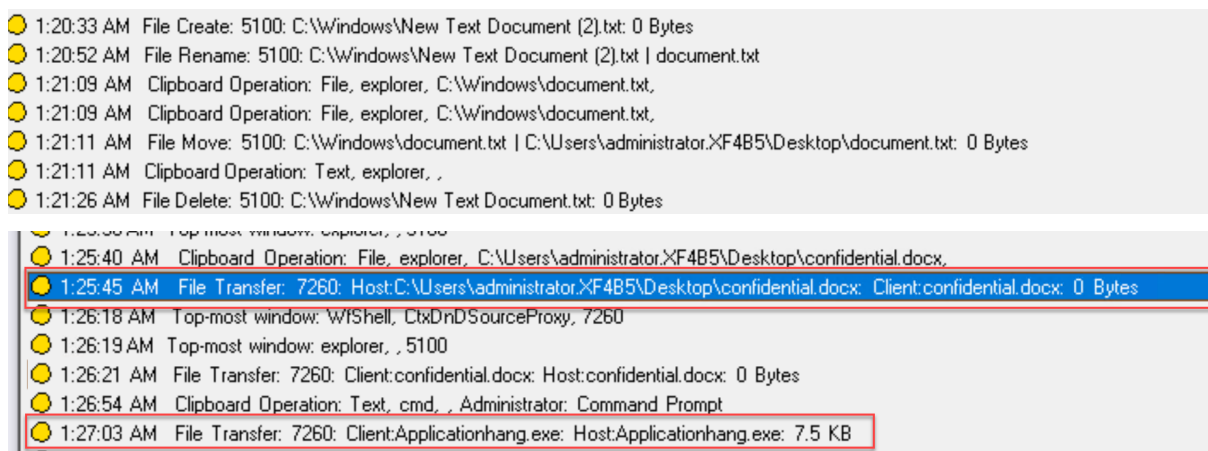 1:20:33 AM File Create: 5100: C:\Windows\New Text Document (2).txt: 0 Bytes
1:20:52 AM File Rename: 5100: C:\Windows\New Text Document (2).txt | document.txt
1:21:09 AM Clipboard Operation: File, explorer, C:\Windows\document.txt,
1:21:09 AM Clipboard Operation: File, explorer, C:\Windows\document.txt,
1:21:11 AM File Move: 5100: C:\Windows\document.txt | C:\Users\administrator.XF4B5\Desktop\document.txt: 0 Bytes
1:21:11 AM Clipboard Operation: Text, explorer, ,
1:21:26 AM File Delete: 5100: C:\Windows\New Text Document.txt: 0 Bytes
AM Top-most window: explorer, , 5100
1:25:40 AM Clipboard Operation: File, explorer, C:\Users\administrator.XF4B5\Desktop\confidential.docx,
1:25:45 AM File Transfer: 7260: Host:C:\Users\administrator.XF4B5\Desktop\confidential.docx: Client:confidential.docx: 0 Bytes
1:26:18 AM Top-most window: WfShell, CtxDnDSourceProxy, 7260
1:26:19 AM Top-most window: explorer, , 5100
1:26:21 AM File Transfer: 7260: Client:confidential.docx: Host:confidential.docx: 0 Bytes
1:26:54 AM Clipboard Operation: Text, cmd, , Administrator: Command Prompt
1:27:03 AM File Transfer: 7260: Client:Applicationhang.exe: Host:Applicationhang.exe: 7.5 KB